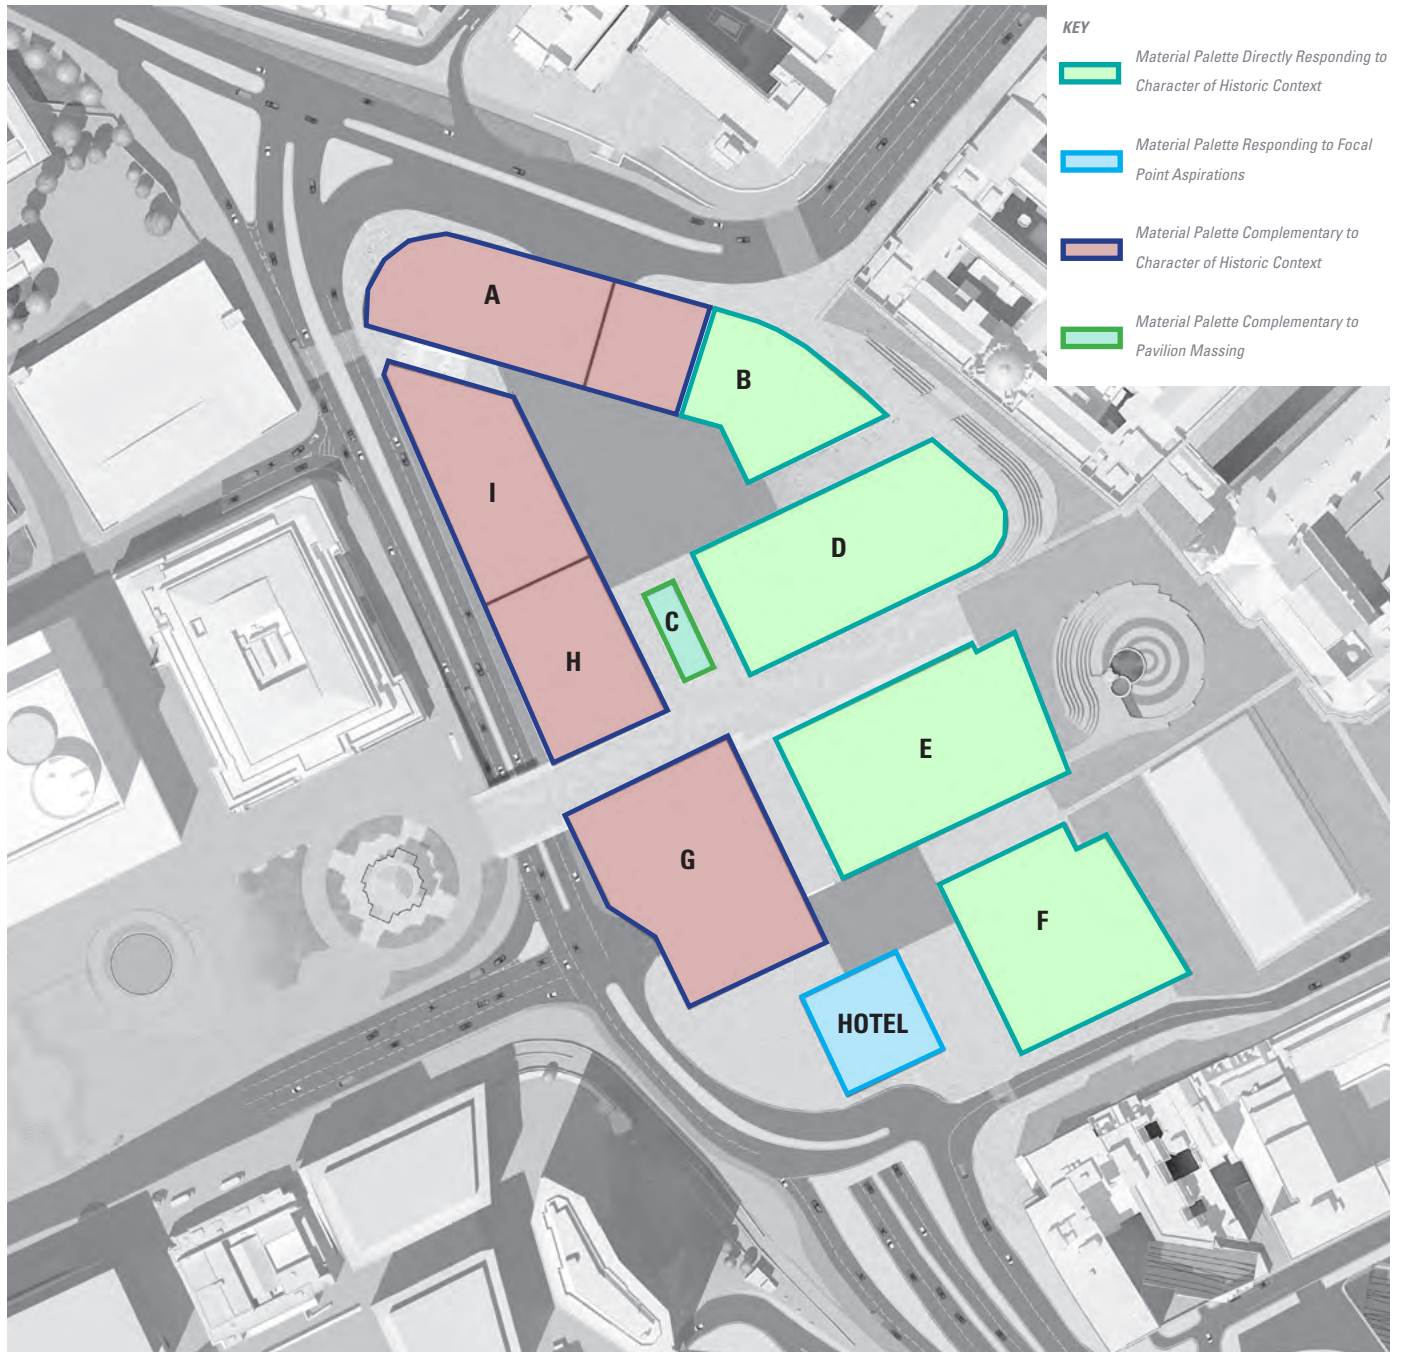 KEY
Material Palette Directly Responding to
Character of Historic Context
Material Palette Responding to Focal
Point Aspirations
Material Palette Complementary to
Character of Historic Context
Material Palette Complementary to
Pavilion Massing
A
B
I
D
C
H
E
G
F
HOTEL